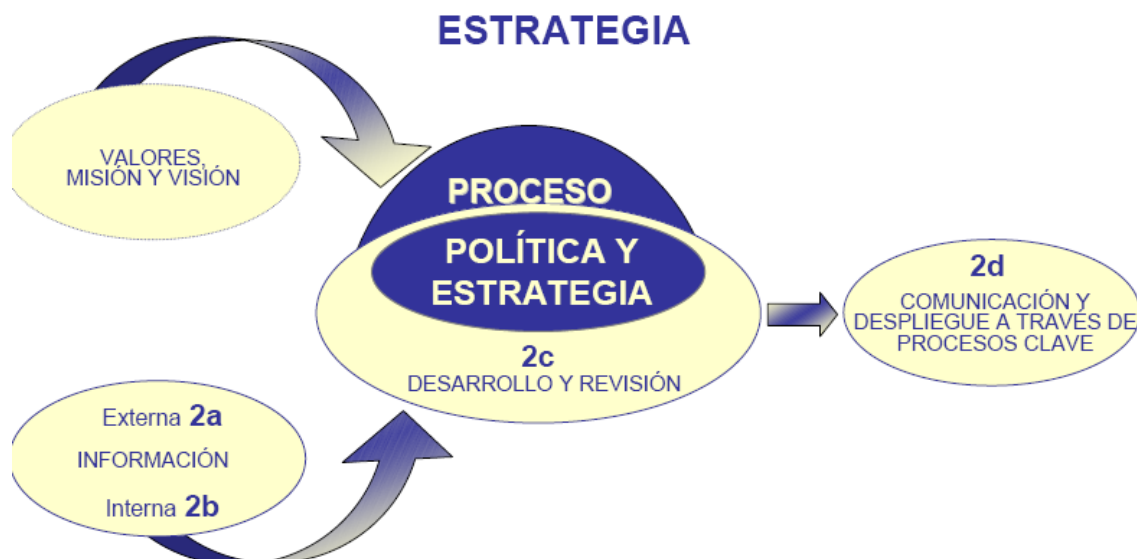 ESTRATEGIA
VALORES,
MISIÓN Y VISIÓN
PROCESO
POLÍTICA Y
ESTRATEGIA
2c
DESARROLLO Y REVISIÓN
2d
COMUNICACIÓN Y
DESPLIEGUE A TRAVÉS DE
PROCESOS CLAVE
Externa 2a
INFORMACIÓN
Interna 2b